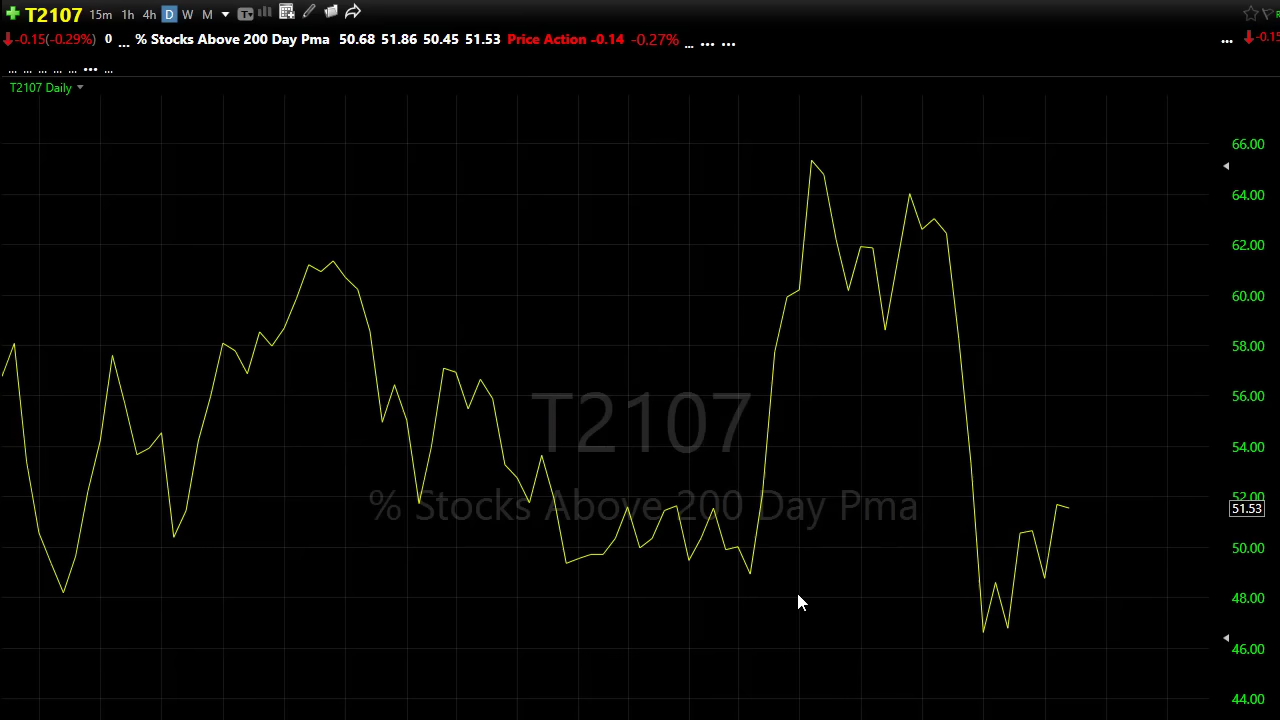 T2107 15m 1h 4h D W M
-0.15(-0.29%) 0 ... % Stocks Above 200 Day Pma 50.68 51.86 50.45 51.53 Price Action -0.14 -0.27% ... ... ... ... -0.15
... ... ... ... ... ... ...
T2107 Daily
66.00
64.00
62.00
60.00
58.00
56.00
54.00
52.00
51.53
50.00
48.00
46.00
44.00
T2107
% Stocks Above 200 Day Pma